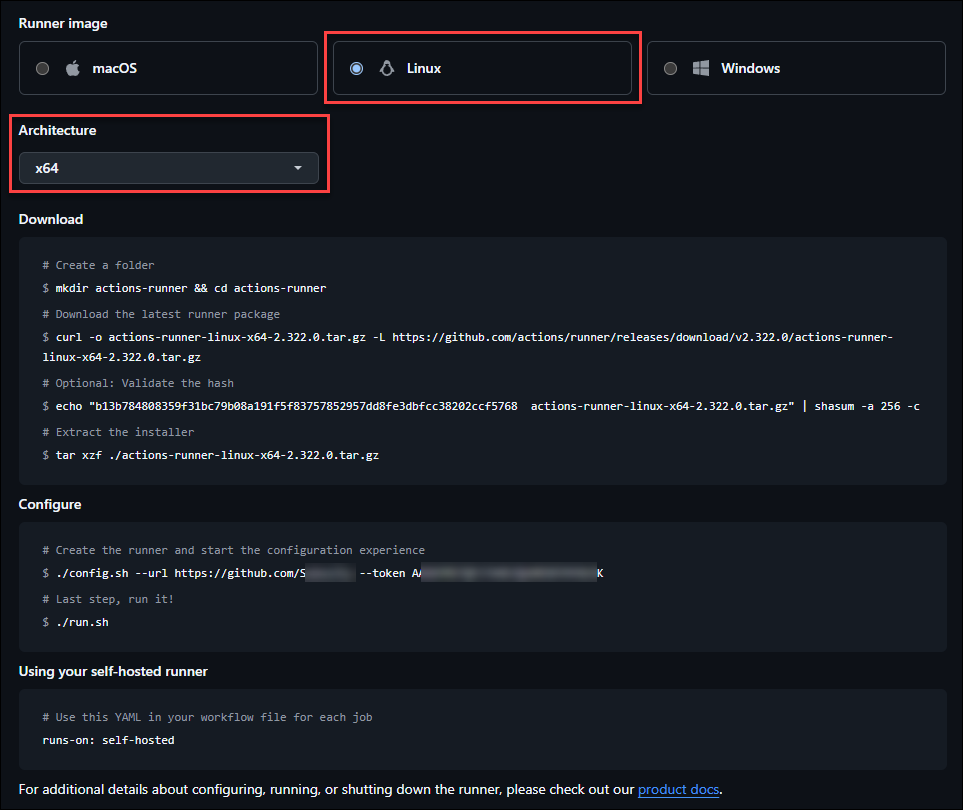 Runner image
macOS
Linux
Windows
Architecture
x64
Download
# Create a folder
$ mkdir actions-runner && cd actions-runner
# Download the latest runner package
$ curl -o actions-runner-linux-x64-2.322.0.tar.gz -L https://github.com/actions/runner/releases/download/v2.322.0/actions-runner-
linux-x64-2.322.0.tar.gz
# Optional: Validate the hash
$ echo "b13b784808359f31bc79b08a191f5f83757852957dd8fe3dbfcc38202ccf5768  actions-runner-linux-x64-2.322.0.tar.gz" | shasum -a 256 -c
# Extract the installer
$ tar xzf ./actions-runner-linux-x64-2.322.0.tar.gz
Configure
# Create the runner and start the configuration experience
$ ./config.sh --url https://github.com/S --token A K
# Last step, run it!
$ ./run.sh
Using your self-hosted runner
# Use this YAML in your workflow file for each job
runs-on: self-hosted
For additional details about configuring, running, or shutting down the runner, please check out our product docs.